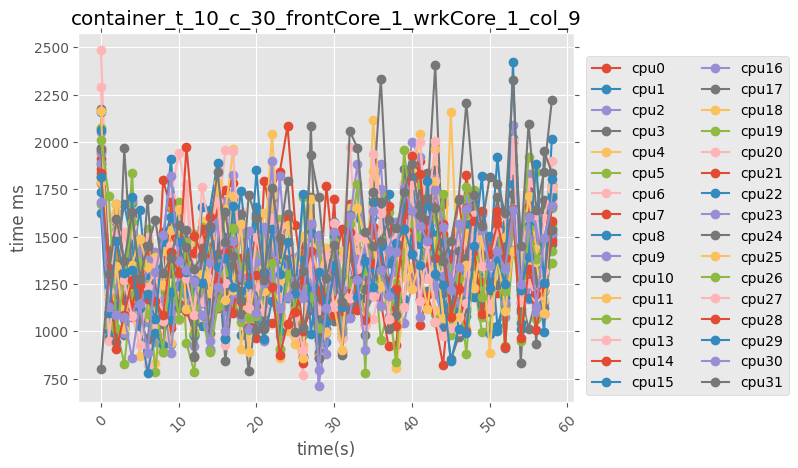 container_t_10_c_30_frontCore_1_wrkCore_1_col_9
time ms
2500
2250
2000
1750
1500
1250
1000
750
0
10
20
30
40
50
60
time(s)
cpu0
cpu1
cpu2
cpu3
cpu4
cpu5
cpu6
cpu7
cpu8
cpu9
cpu10
cpu11
cpu12
cpu13
cpu14
cpu15
cpu16
cpu17
cpu18
cpu19
cpu20
cpu21
cpu22
cpu23
cpu24
cpu25
cpu26
cpu27
cpu28
cpu29
cpu30
cpu31